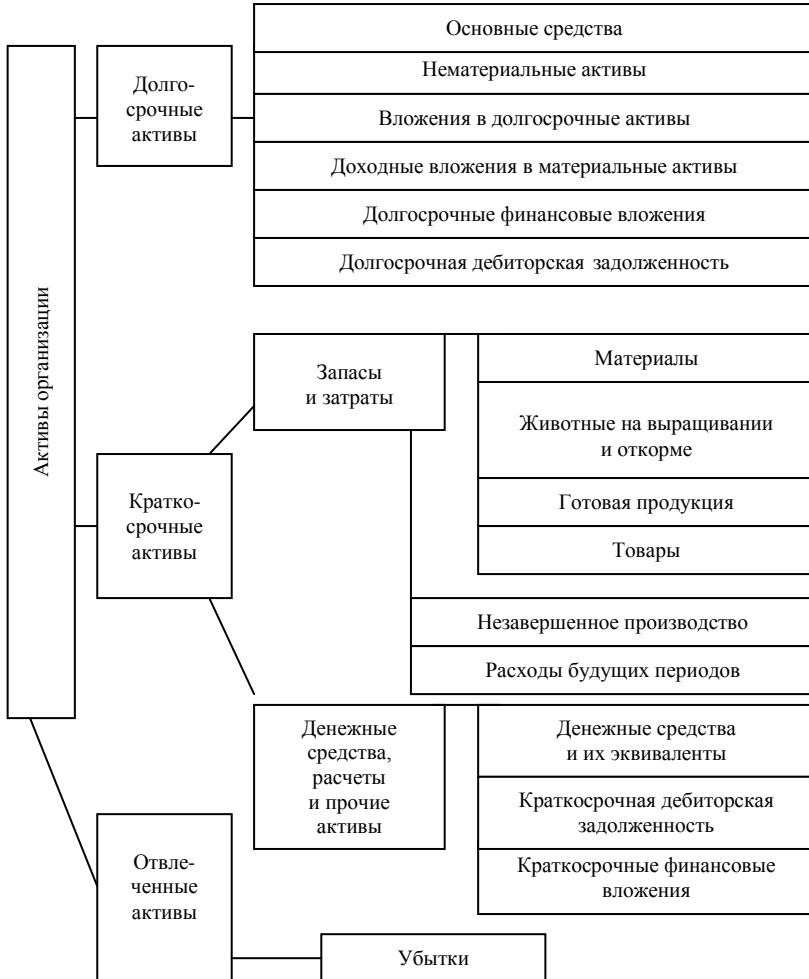 Активы организации
Долго-
срочные
активы
Основные средства
Нематериальные активы
Вложения в долгосрочные активы
Доходные вложения в материальные активы
Долгосрочные финансовые вложения
Долгосрочная дебиторская задолженность
Кратко-
срочные
активы
Запасы
и затраты
Материалы
Животные на выращивании
и откорме
Готовая продукция
Товары
Незавершенное производство
Расходы будущих периодов
Денежные
средства,
расчеты
и прочие
активы
Денежные средства
и их эквиваленты
Краткосрочная дебиторская
задолженность
Краткосрочные финансовые
вложения
Отвле-
ченные
активы
Убытки